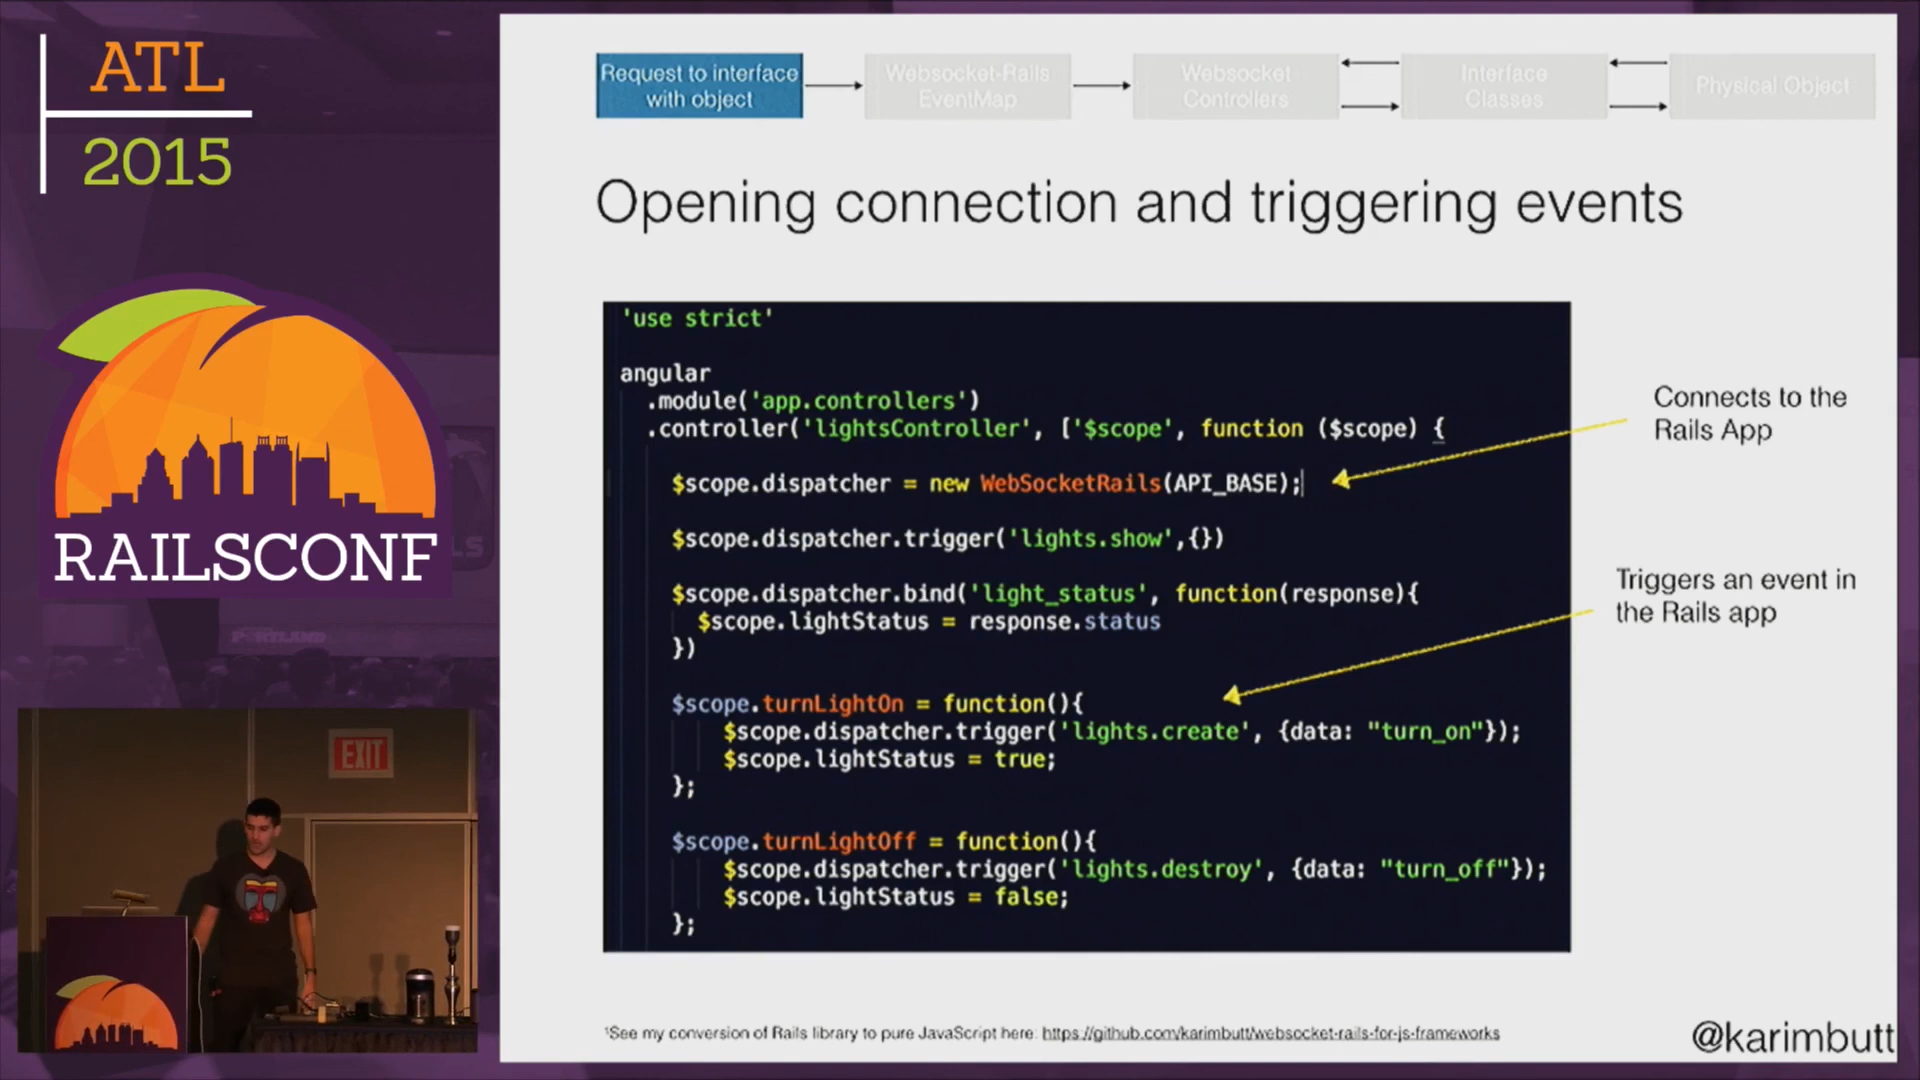 ATL
2015
RAILSCONF
EXIT
Request to interface
with object
Websocket-Rails
EventMap
Websocket
Controllers
Interface
Classes
Physical Object
Opening connection and triggering events
'use strict'
angular
.module('app.controllers')
.controller('lightsController', ['$scope', function ($scope) {
$scope.dispatcher = new WebSocketRails(API_BASE);
$scope.dispatcher.trigger('lights.show',{})
$scope.dispatcher.bind('light_status', function(response){
$scope.lightStatus = response.status
})
$scope.turnLightOn = function(){
$scope.dispatcher.trigger('lights.create', {data: "turn_on"});
$scope.lightStatus = true;
};
$scope.turnLightOff = function(){
$scope.dispatcher.trigger('lights.destroy', {data: "turn_off"});
$scope.lightStatus = false;
};
Connects to the
Rails App
Triggers an event in
the Rails app
¹See my conversion of Rails library to pure JavaScript here: https://github.com/karimbutt/websocket-rails-for-js-frameworks
@karimbutt